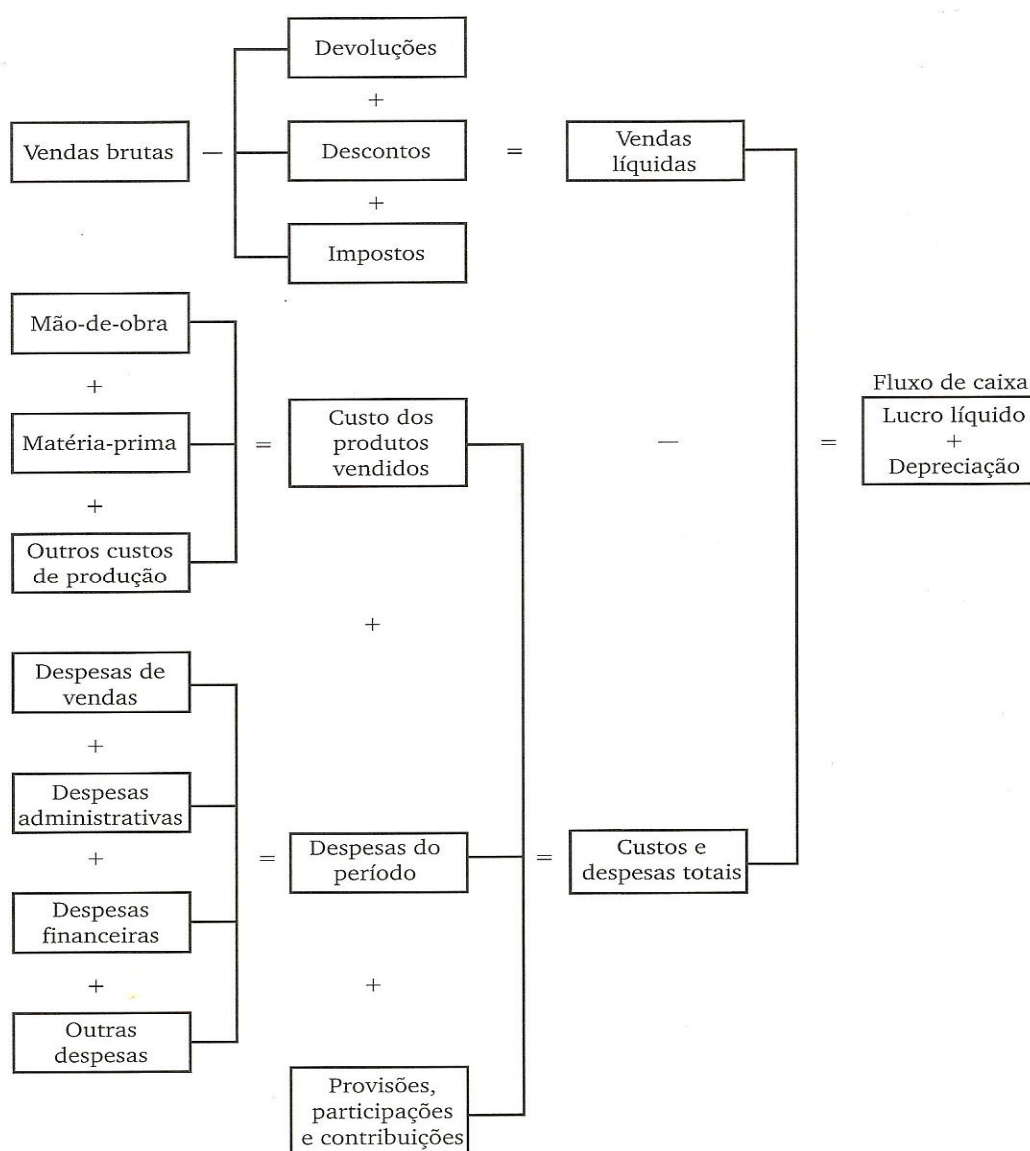 Devoluções
+
Vendas brutas
—
Descontos
=
Vendas
líquidas
+
Impostos
Mão-de-obra
+
Matéria-prima
+
Outros custos
de produção
=
Custo dos
produtos
vendidos
—
=
Fluxo de caixa
Lucro líquido
+
Depreciação
+
Despesas de
vendas
+
Despesas
administrativas
+
Despesas
financeiras
+
Outras
despesas
=
Despesas do
período
=
Custos e
despesas totais
+
Provisões,
participações
e contribuições